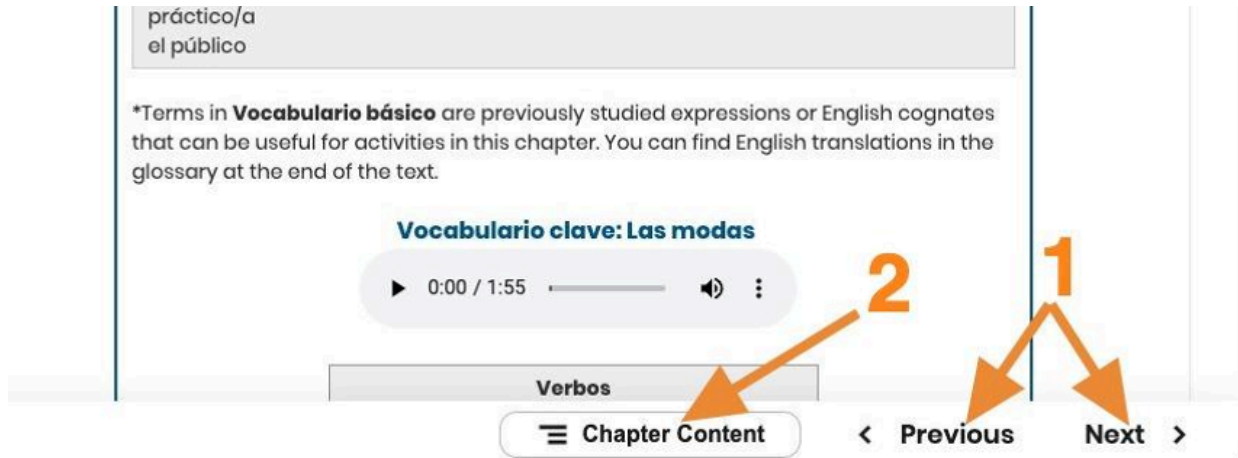 práctico/a
el público
*Terms in Vocabulario básico are previously studied expressions or English cognates
that can be useful for activities in this chapter. You can find English translations in the
glossary at the end of the text.
Vocabulario clave: Las modas
0:00 / 1:55
2
1
Verbos
Chapter Content
Previous
Next